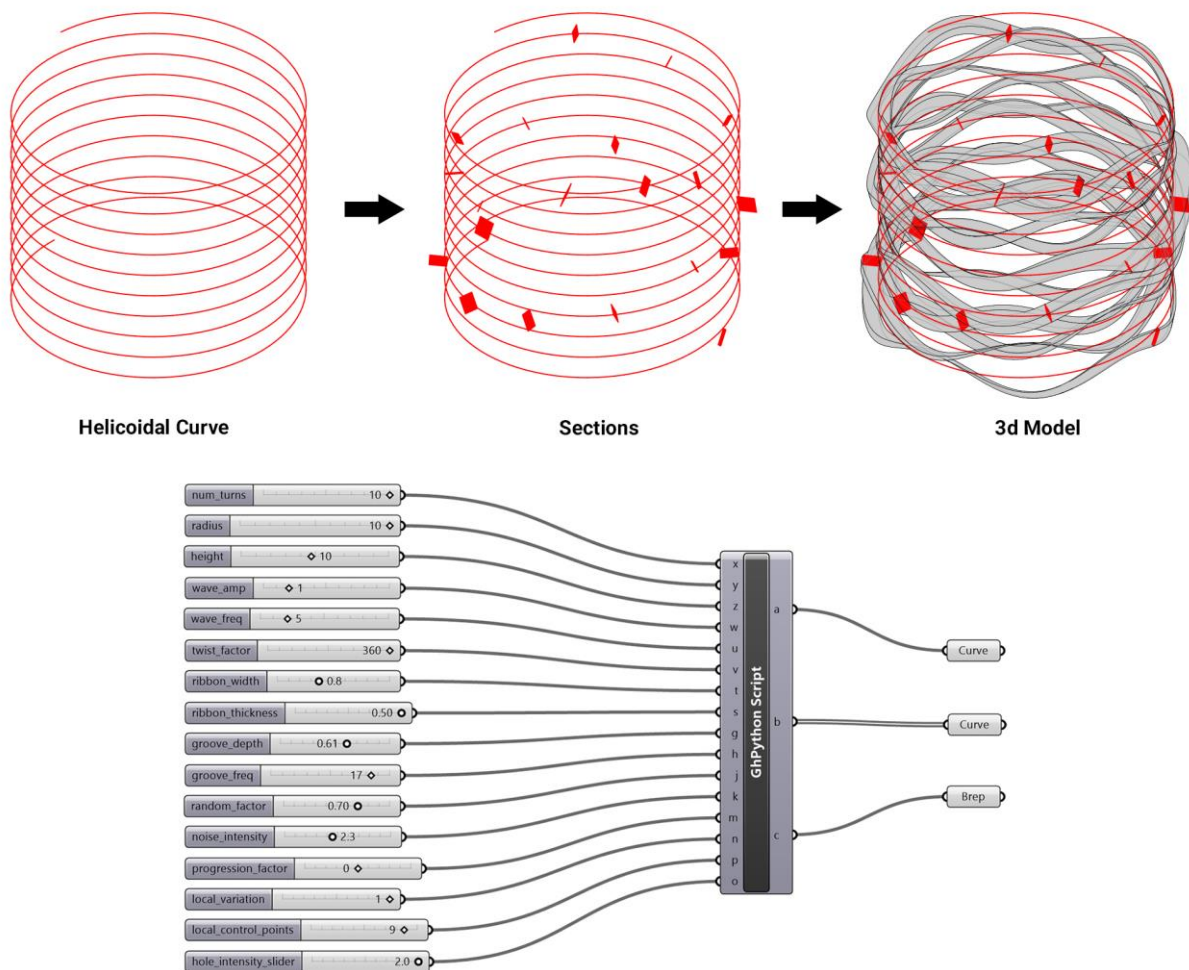 Helicoidal Curve
Sections
3d Model
num_turns 10
radius 10
height 10
wave_amp 1
wave_freq 5
twist_factor 360
ribbon_width 0.8
ribbon_thickness 0.50
groove_depth 0.61
groove_freq 17
random_factor 0.70
noise_intensity 2.3
progression_factor 0
local_variation 1
local_control_points 9
hole_intensity_slider 2.0
x
y
z
w
u
v
t
s
g
h
j
k
m
n
p
o
GhPython Script
a
b
c
Curve
Curve
Brep